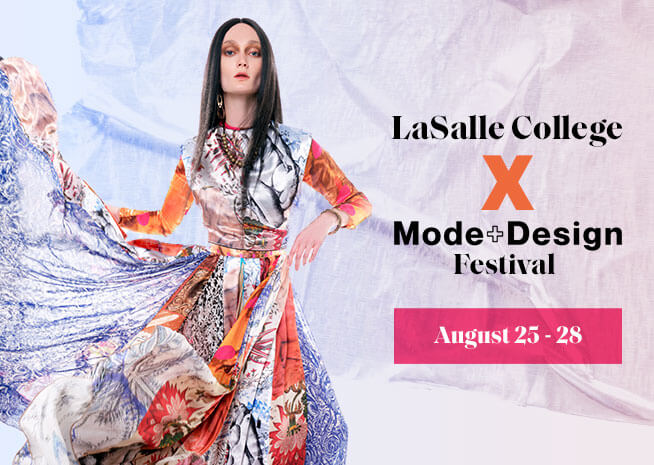 LaSalle College
X
Mode+Design
Festival
August 25 - 28